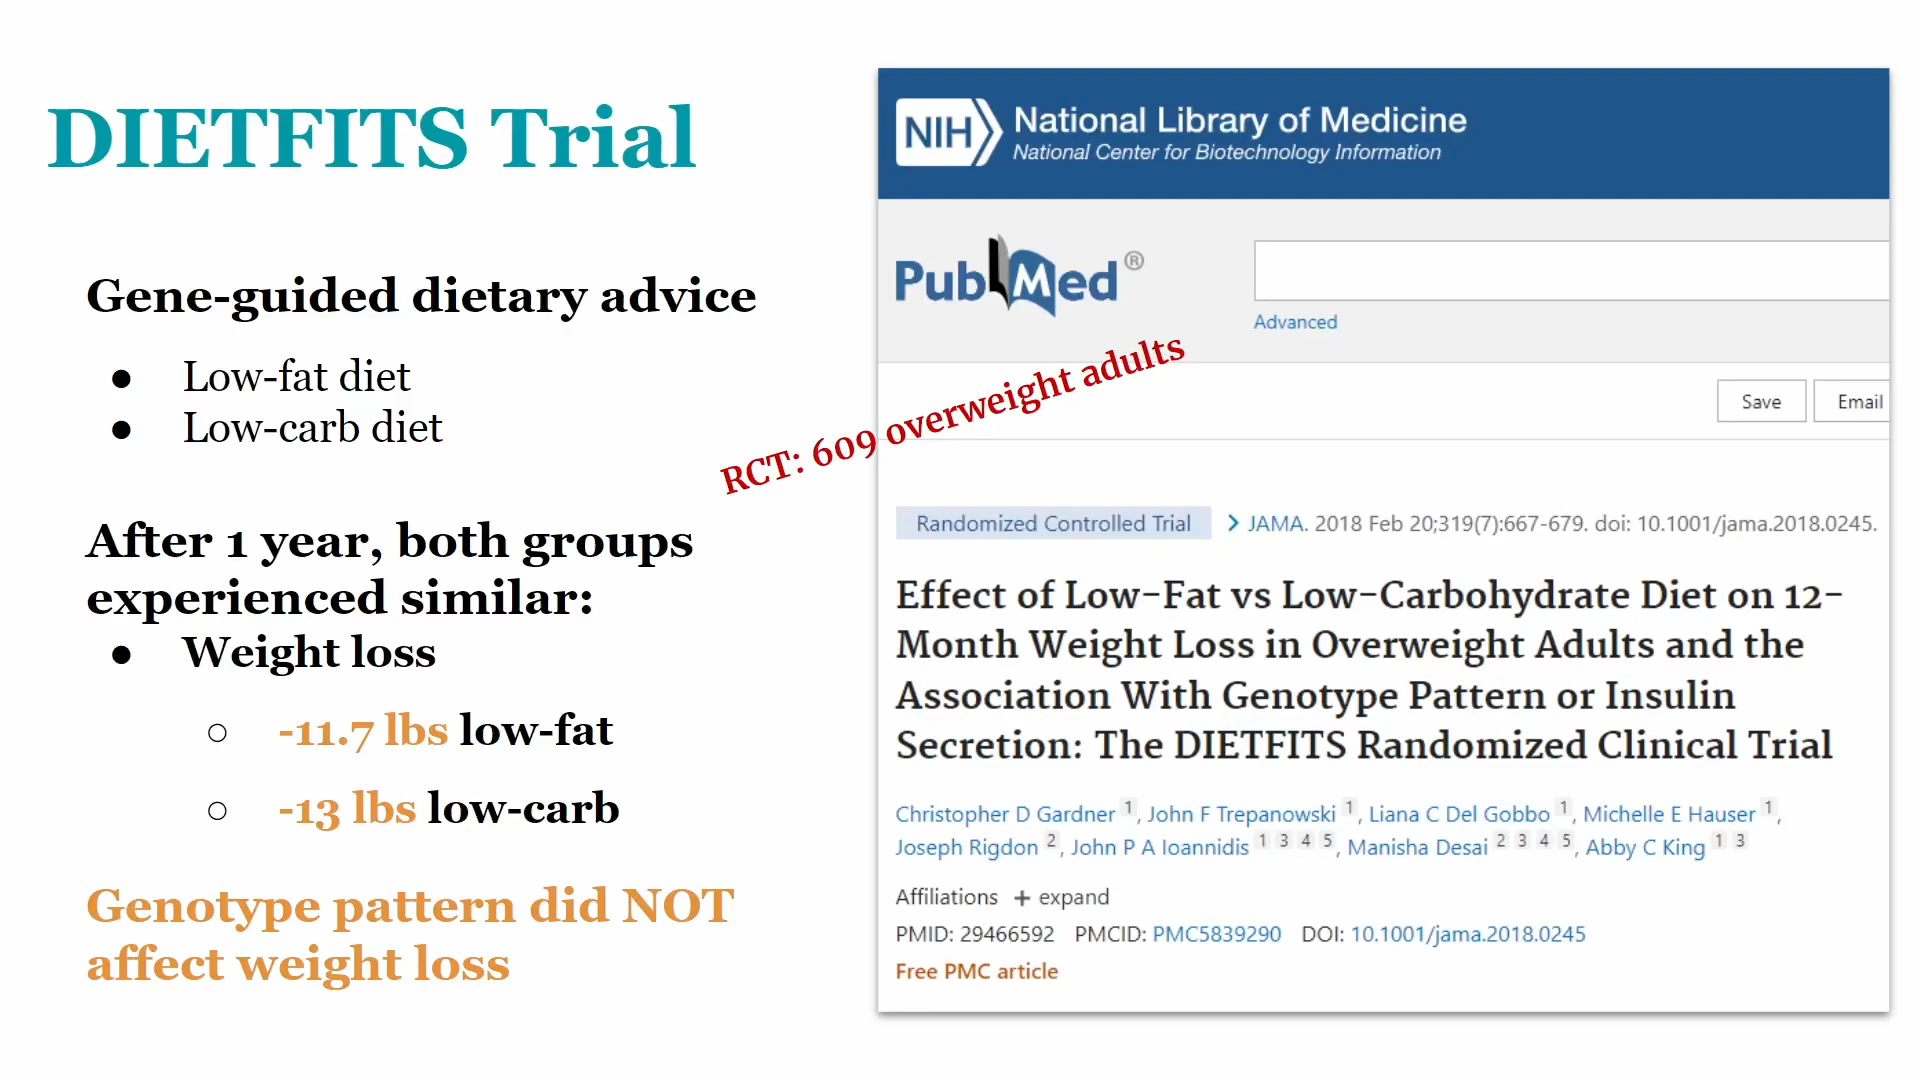 DIETFITS Trial
Gene-guided dietary advice
● Low-fat diet
● Low-carb diet
After 1 year, both groups
experienced similar:
● Weight loss
○ -11.7 lbs low-fat
○ -13 lbs low-carb
Genotype pattern did NOT
affect weight loss
RCT: 609 overweight adults
NIH National Library of Medicine
National Center for Biotechnology Information
PubMed®
Advanced
Save Email
Randomized Controlled Trial > JAMA. 2018 Feb 20;319(7):667-679. doi: 10.1001/jama.2018.0245.
Effect of Low-Fat vs Low-Carbohydrate Diet on 12-
Month Weight Loss in Overweight Adults and the
Association With Genotype Pattern or Insulin
Secretion: The DIETFITS Randomized Clinical Trial
Christopher D Gardner 1, John F Trepanowski 1, Liana C Del Gobbo 1, Michelle E Hauser 1,
Joseph Rigdon 2, John P A Ioannidis 1 3 4 5, Manisha Desai 2 3 4 5, Abby C King 1 3
Affiliations + expand
PMID: 29466592 PMCID: PMC5839290 DOI: 10.1001/jama.2018.0245
Free PMC article